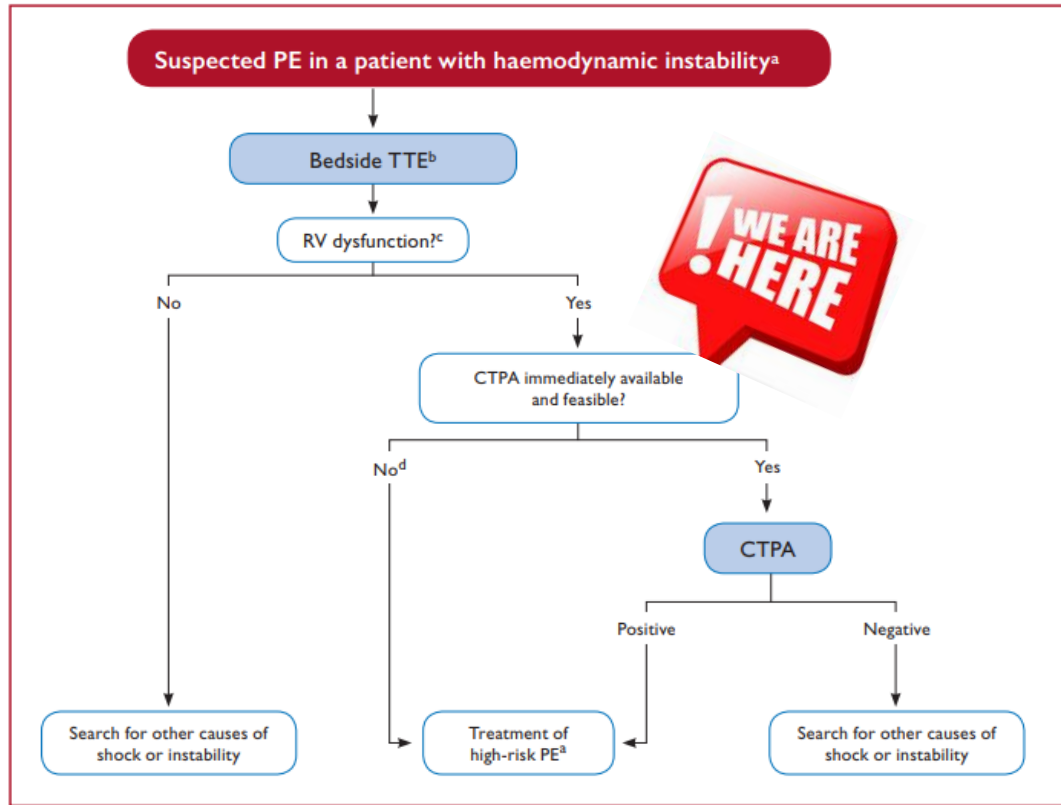 Suspected PE in a patient with haemodynamic instabilityᵃ
Bedside TTEᵇ
RV dysfunction?ᶜ
! WE ARE
HERE
No
Yes
CTPA immediately available
and feasible?
Noᵈ
Yes
CTPA
Positive
Negative
Search for other causes of
shock or instability
Treatment of
high-risk PEᵃ
Search for other causes of
shock or instability